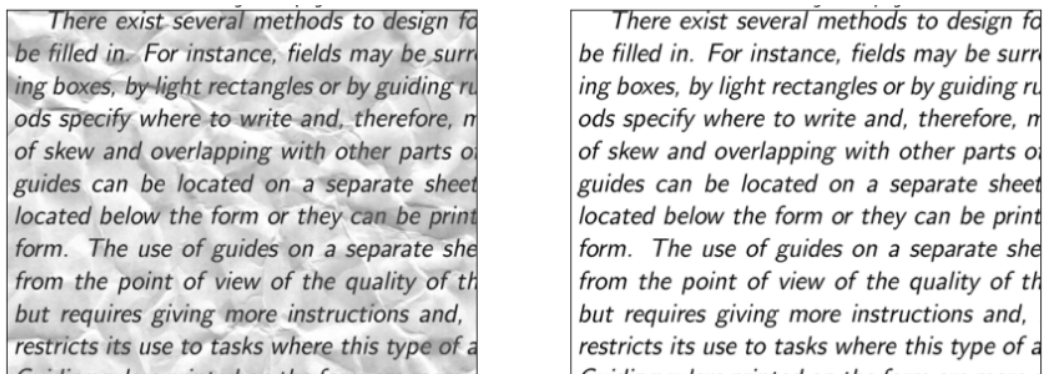 There exist several methods to design fo
be filled in. For instance, fields may be surr
ing boxes, by light rectangles or by guiding ru
ods specify where to write and, therefore,
of skew and overlapping with other parts o
guides can be located on a separate sheet
located below the form or they can be print
form. The use of guides on a separate she
from the point of view of the quality of th
but requires giving more instructions and,
restricts its use to tasks where this type of a
There exist several methods to design fo
be filled in. For instance, fields may be surr
ing boxes, by light rectangles or by guiding ru
ods specify where to write and, therefore,
of skew and overlapping with other parts o
guides can be located on a separate sheet
located below the form or they can be print
form. The use of guides on a separate she
from the point of view of the quality of th
but requires giving more instructions and,
restricts its use to tasks where this type of a